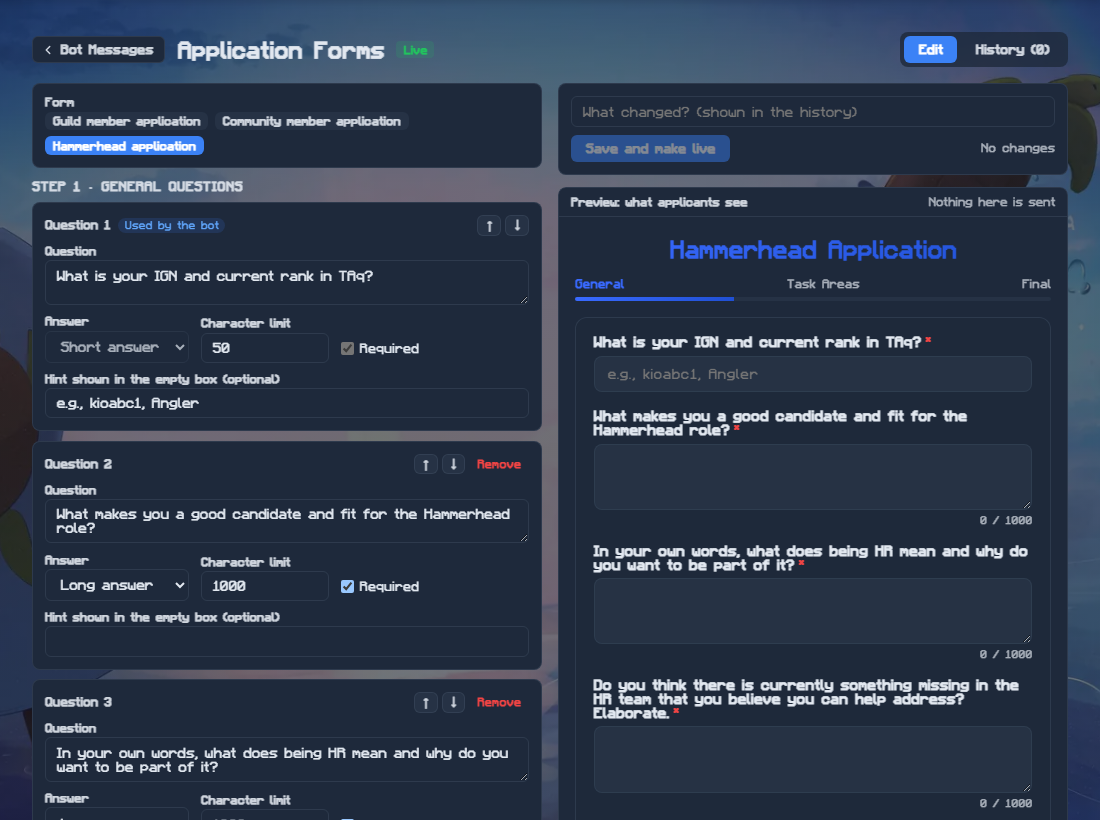 Bot Messages
Application Forms
Live
Edit
History (0)
Form
Guild member application
Community member application
Hammerhead application
STEP 1 - GENERAL QUESTIONS
Question 1
Used by the bot
↑
↓
Question
What is your IGN and current rank in TAq?
Answer
Character limit
Short answer
50
Required
Hint shown in the empty box (optional)
e.g., kioabc1, Angler
Question 2
↑
↓
Remove
Question
What makes you a good candidate and fit for the Hammerhead
role?
Answer
Character limit
Long answer
1000
Required
Hint shown in the empty box (optional)
Question 3
↑
↓
Remove
Question
In your own words, what does being HR mean and why do you
want to be part of it?
Answer
Character limit
What changed? (shown in the history)
Save and make live
No changes
Preview: what applicants see
Nothing here is sent
Hammerhead Application
General
Task Areas
Final
What is your IGN and current rank in TAq? *
e.g., kioabc1, Angler
What makes you a good candidate and fit for the
Hammerhead role? *
0 / 1000
In your own words, what does being HR mean and why do
you want to be part of it? *
0 / 1000
Do you think there is currently something missing in the
HR team that you believe you can help address?
Elaborate. *
0 / 1000